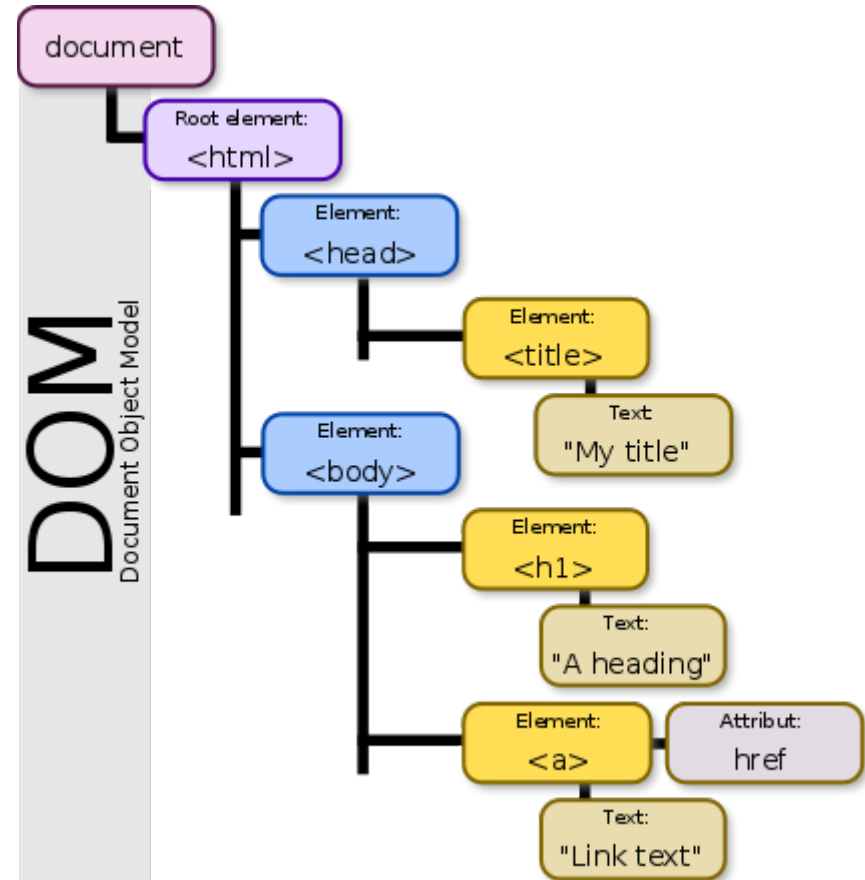 document
Root element:
<html>
Element:
<head>
Element:
<title>
Text
"My title"
Element:
<body>
Element:
<h1>
Text:
"A heading"
Element:
<a>
Attribut:
href
Text:
"Link text"
DOM
Document Object Model